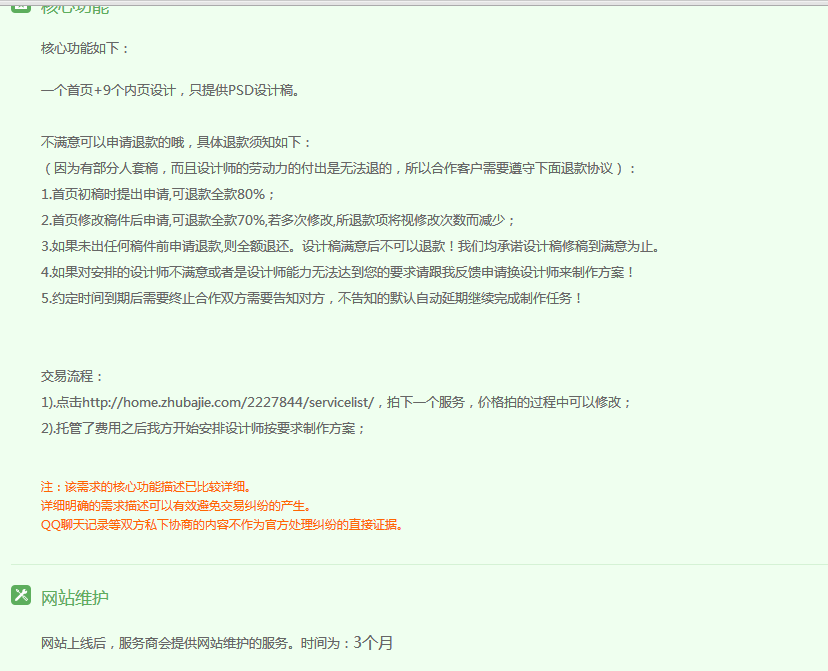 核心功能
核心功能如下：
一个首页+9个内页设计，只提供PSD设计稿。
不满意可以申请退款的哦，具体退款须知如下：
（因为有部分人套稿，而且设计师的劳动力的付出是无法退的，所以合作客户需要遵守下面退款协议）：
1.首页初稿时提出申请,可退款全款80%；
2.首页修改稿件后申请,可退款全款70%,若多次修改,所退款项将视修改次数而减少；
3.如果未出任何稿件前申请退款,则全额退还。设计稿满意后不可以退款！我们均承诺设计稿修稿到满意为止。
4.如果对安排的设计师不满意或者是设计师能力无法达到您的要求请跟我反馈申请换设计师来制作方案！
5.约定时间到期后需要终止合作双方需要告知对方，不告知的默认自动延期继续完成制作任务！
交易流程：
1).点击http://home.zhubajie.com/2227844/servicelist/，拍下一个服务，价格拍的过程中可以修改；
2).托管了费用之后我方开始安排设计师按要求制作方案；
注：该需求的核心功能描述已比较详细。
详细明确的需求描述可以有效避免交易纠纷的产生。
QQ聊天记录等双方私下协商的内容不作为官方处理纠纷的直接证据。
网站维护
网站上线后，服务商会提供网站维护的服务。时间为：3个月